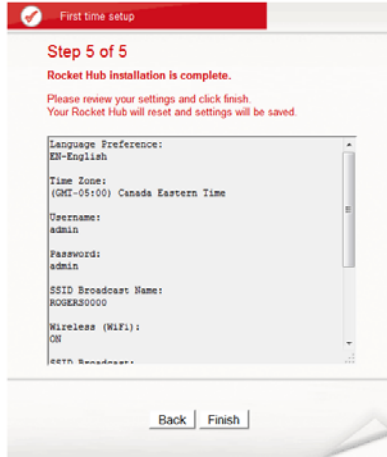 First time setup
Step 5 of 5
Rocket Hub installation is complete.
Please review your settings and click finish.
Your Rocket Hub will reset and settings will be saved.
Language Preference:
EN-English
Time Zone:
(GMT-05:00) Canada Eastern Time
Username:
admin
Password:
admin
SSID Broadcast Name:
ROGERS0000
Wireless (WiFi):
ON
SSID Broadcast:
Back Finish